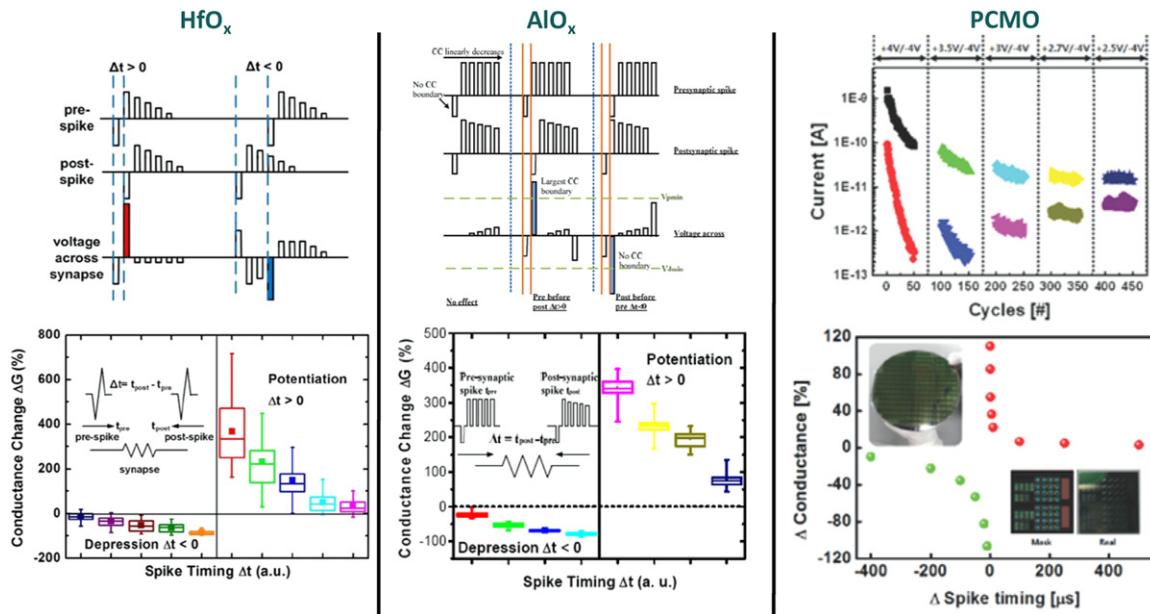 HfOx
Δt > 0
Δt < 0
pre-
spike
post-
spike
voltage
across
synapse
800
600
400
200
0
-200
Conductance Change ΔG (%)
Δt= tpost - tpre
tpre
tpost
pre-spike
post-spike
synapse
Potentiation
Δt > 0
Depression Δt < 0
Spike Timing Δt (a.u.)
AlOx
CC linearly decreases
No CC
boundary
Presynaptic spike
Postsynaptic spike
Largest CC
boundary
Vpmin
Voltage across
No CC
boundary
Vdmin
No effect
Pre before
post Δt>0
Post before
pre Δt<0
500
400
300
200
100
0
-100
Conductance Change ΔG (%)
Pre-synaptic
spike tpre
Post-synaptic
spike tpost
Δt = tpost-tpre
Potentiation
Δt > 0
Depression Δt < 0
Spike Timing Δt (a. u.)
PCMO
+4V/-4V
+3.5V/-4V
+3V/-4V
+2.7V/-4V
+2.5V/-4V
1E-9
1E-10
1E-11
1E-12
1E-13
Current [A]
0 50 100 150 200 250 300 350 400 450
Cycles [#]
120
80
40
0
-40
-80
-120
Δ Conductance [%]
Mask
Real
-400 -200 0 200 400
Δ Spike timing [µs]